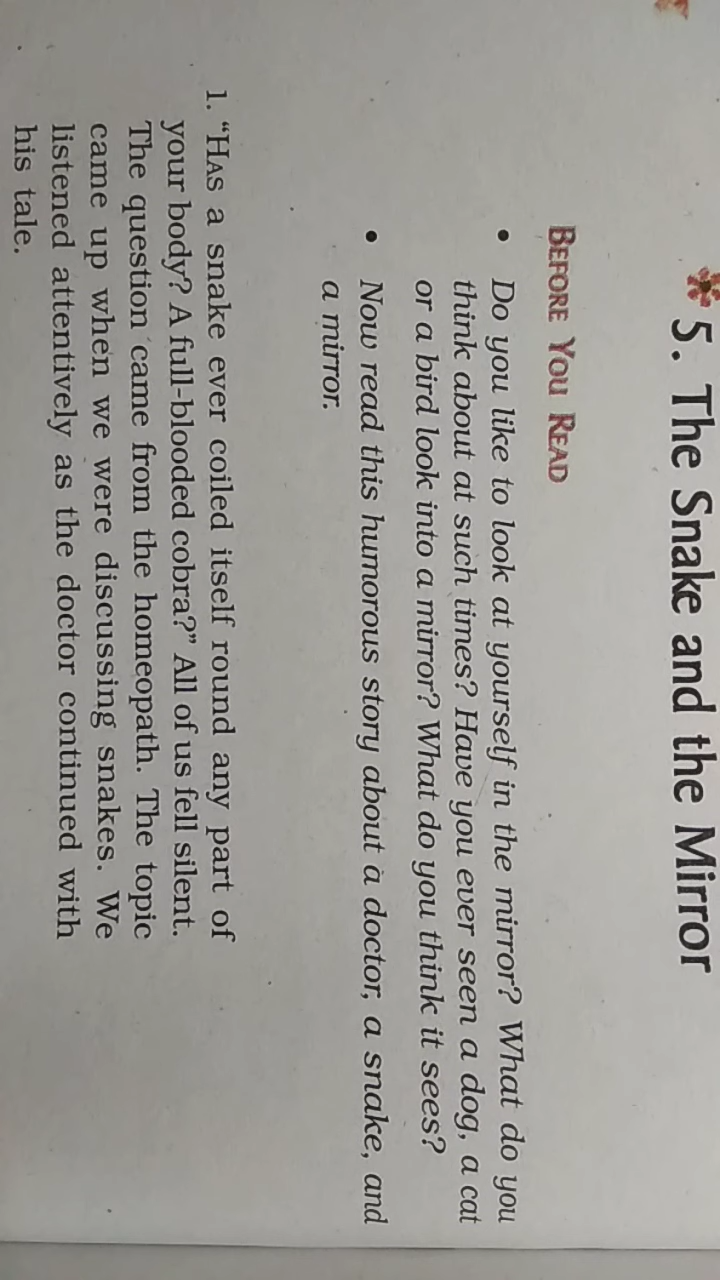 5. The Snake and the Mirror
BEFORE YOU READ
• Do you like to look at yourself in the mirror? What do you
think about at such times? Have you ever seen a dog, a cat
or a bird look into a mirror? What do you think it sees?
• Now read this humorous story about a doctor, a snake, and
a mirror.
1. “HAS a snake ever coiled itself round any part of
your body? A full-blooded cobra?” All of us fell silent.
The question came from the homeopath. The topic
came up when we were discussing snakes. We
listened attentively as the doctor continued with
his tale.